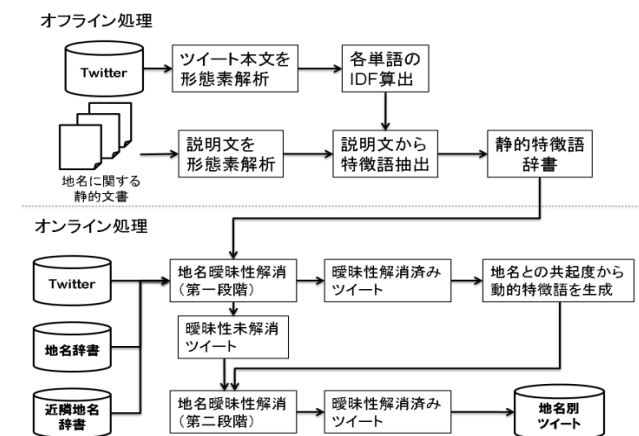 オフライン処理
Twitter
ツイート本文を
形態素解析
各単語の
IDF算出
地名に関する
静的文書
説明文を
形態素解析
説明文から
特徴語抽出
静的特徴語
辞書
オンライン処理
Twitter
地名辞書
近隣地名
辞書
地名曖昧性解消
(第一段階)
曖昧性解消済み
ツイート
地名との共起度から
動的特徴語を生成
曖昧性未解消
ツイート
地名曖昧性解消
(第二段階)
曖昧性解消済み
ツイート
地名別
ツイート